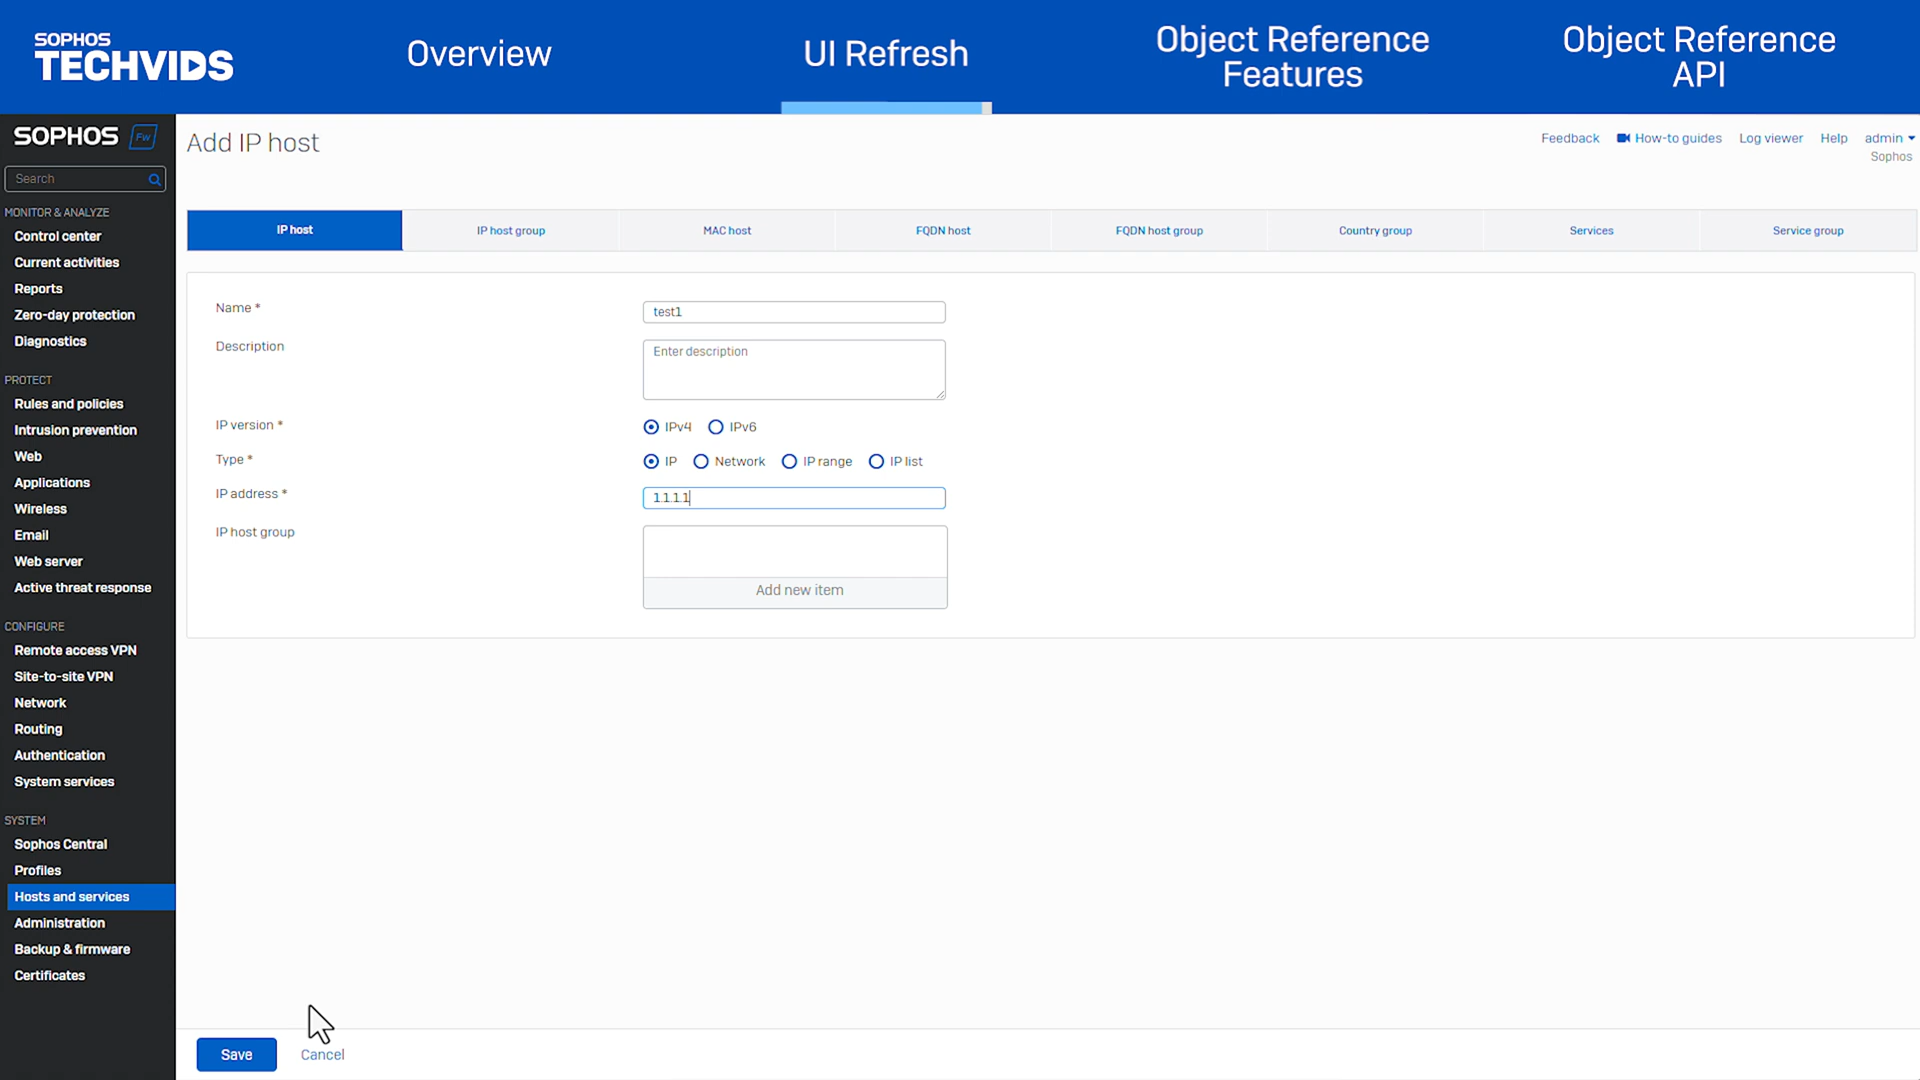 SOPHOS
TECHVIDS
Overview
UI Refresh
Object Reference
Features
Object Reference
API
SOPHOS Fw
Search
MONITOR & ANALYZE
Control center
Current activities
Reports
Zero-day protection
Diagnostics
PROTECT
Rules and policies
Intrusion prevention
Web
Applications
Wireless
Email
Web server
Active threat response
CONFIGURE
Remote access VPN
Site-to-site VPN
Network
Routing
Authentication
System services
SYSTEM
Sophos Central
Profiles
Hosts and services
Administration
Backup & firmware
Certificates
Add IP host
Feedback How-to guides Log viewer Help admin
Sophos
IP host IP host group MAC host FQDN host FQDN host group Country group Services Service group
Name * test1
Description Enter description
IP version * IPv4 IPv6
Type * IP Network IP range IP list
IP address * 1.1.1.1
IP host group
Add new item
Save Cancel